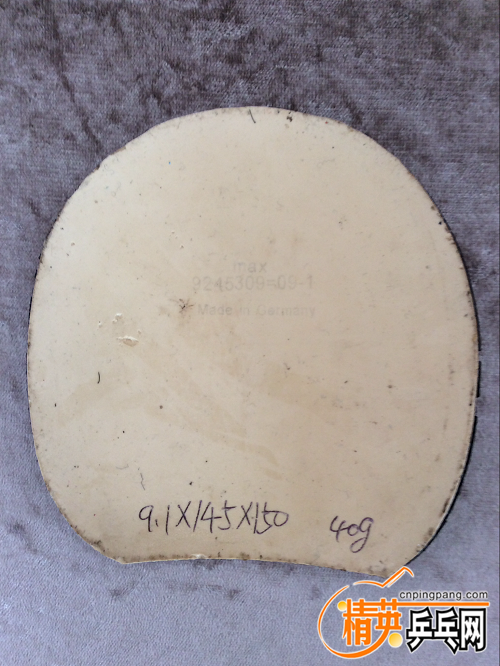 max
9245309-09-1
Made in Germany
9.1X145X150
40g
cnpingpang.com
精英乒乓网